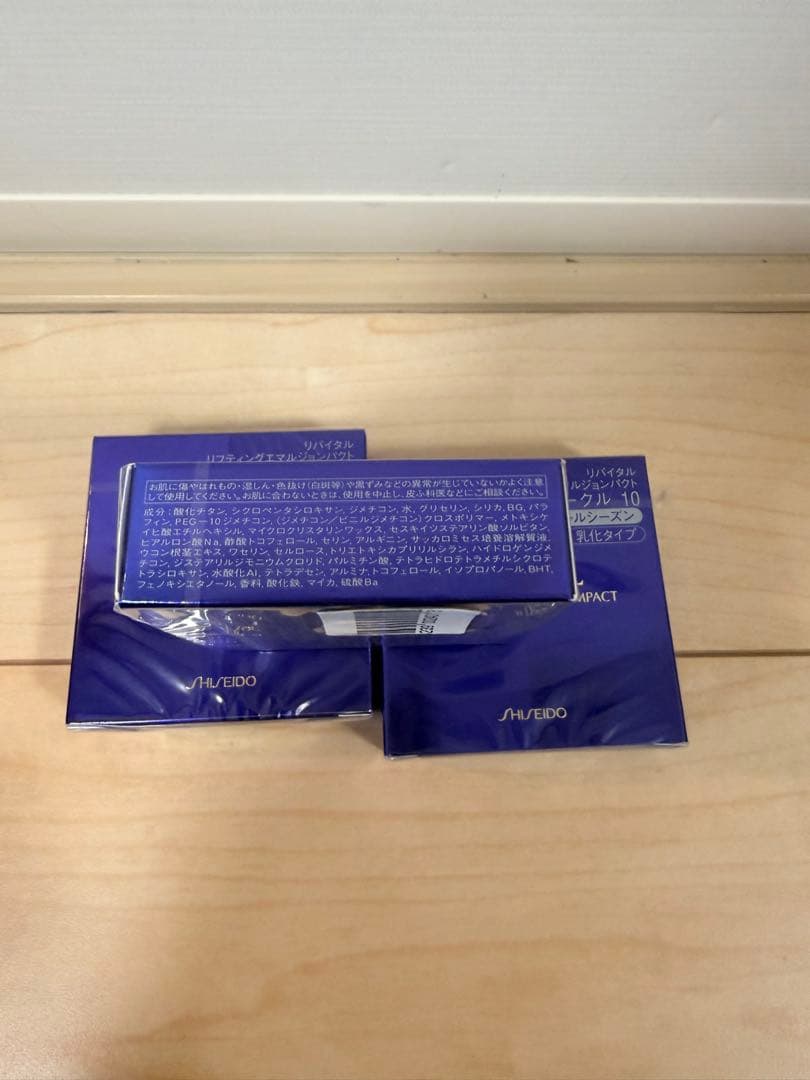 リバイタル
リフティングエマルジョンパクト
お肌に傷やはれもの・湿しん・色抜け(白斑等)や黒ずみなどの異常が生じていないかよく注意
して使用してください。お肌に合わないときは、使用を中止し、皮ふ科医などにご相談ください。
成分:酸化チタン, シクロペンタシロキサン, ジメチコン, 水, グリセリン, シリカ, BG, パラ
フィン, PEG-10ジメチコン, (ジメチコン/ビニルジメチコン)クロスポリマー, メトキシケ
イヒ酸エチルヘキシル, マイクロクリスタリンワックス, セスキイソステアリン酸ソルビタン,
ヒアルロン酸Na, 酢酸トコフェロール, セリン, アルギニン, サッカロミセス培養溶解質液,
ウコン根茎エキス, ワセリン, セルロース, トリエトキシカプリリルシラン, ハイドロゲンジメ
チコン, ジステアリルジモニウムクロリド, パルミチン酸, テトラヒドロテトラメチルシクロテ
トラシロキサン, 水酸化Al, テトラデセン, アルミナ, トコフェロール, イソプロパノール, BHT,
フェノキシエタノール, 香料, 酸化鉄, マイカ, 硫酸Ba
リバイタル
ルジョンパクト
ークル 10
ールシーズン
乳化タイプ
MPACT
SHISEIDO
SHISEIDO